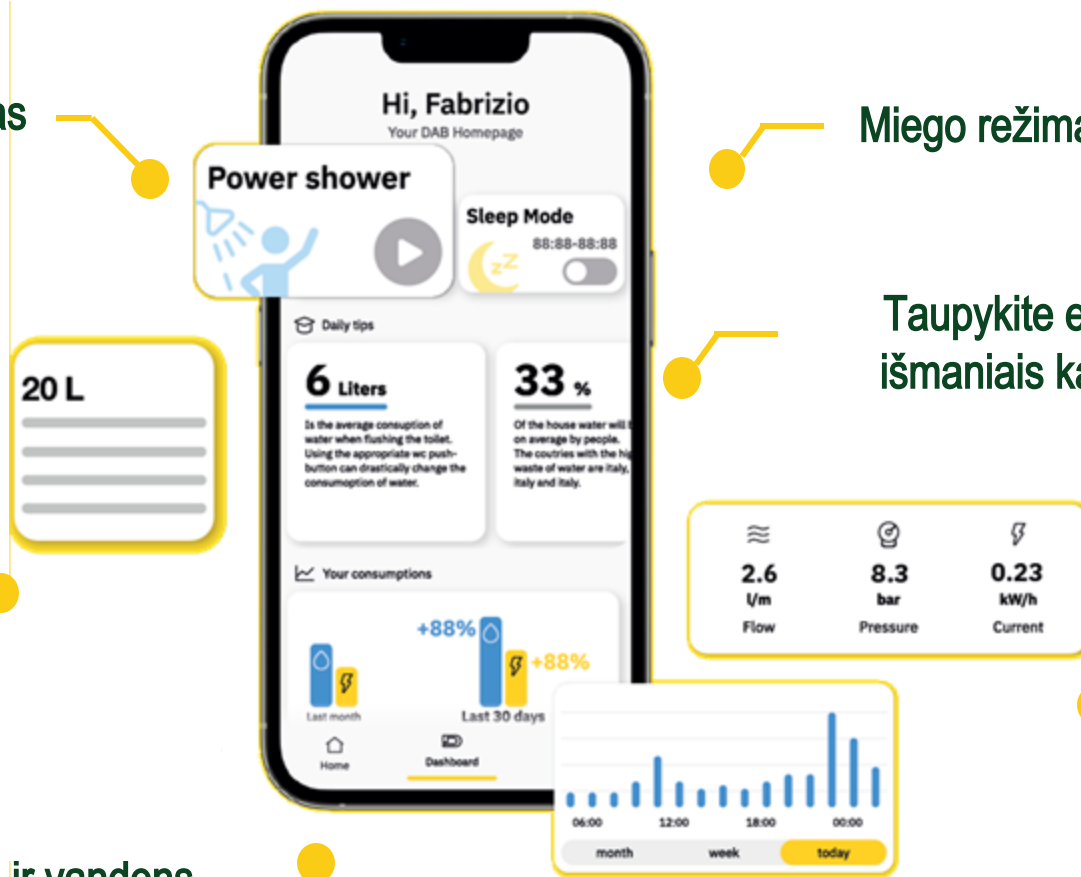 as
Hi, Fabrizio
Your DAB Homepage
Miego režima
Power shower
Sleep Mode
88:88-88:88
zZ
Daily tips
Taupykite e
išmaniais ka
20 L
6 Liters
Is the average consuption of
water when flushing the toilet.
Using the appropriate wc push-
button can drastically change the
consumoption of water.
33 %
Of the house water will
on average by people.
The coutries with the hig
waste of water are italy,
italy and italy.
2.6
l/m
Flow
8.3
bar
Pressure
0.23
kW/h
Current
Your consumptions
+88%
+88%
Last month
Last 30 days
Home
Dashboard
06:00 12:00 18:00 00:00
month week today
ir vandens